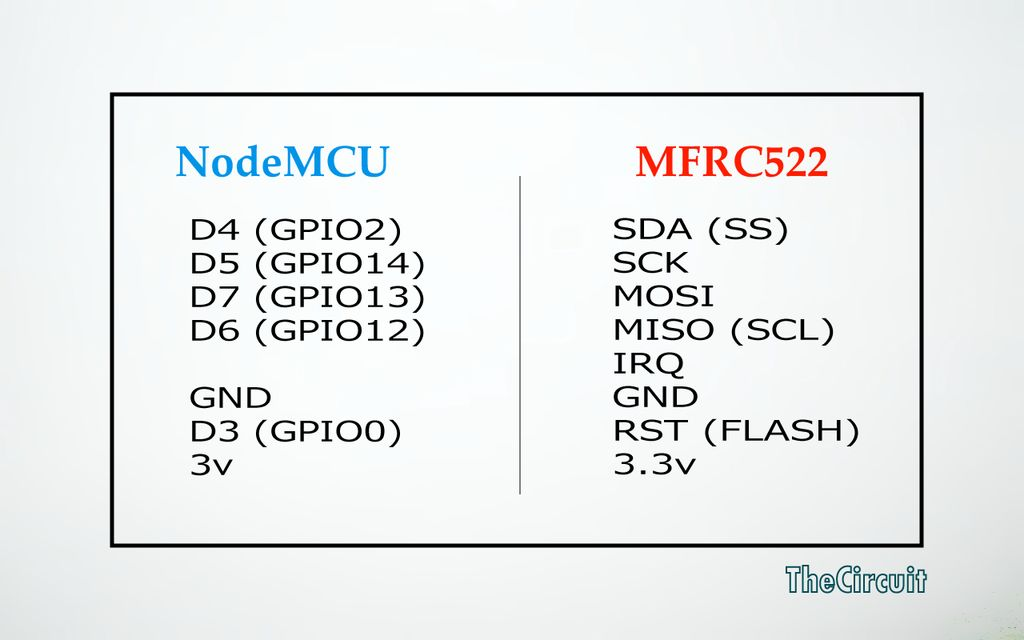 NodeMCU MFRC522
D4 (GPIO2) SDA (SS)
D5 (GPIO14) SCK
D7 (GPIO13) MOSI
D6 (GPIO12) MISO (SCL)
IRQ
GND GND
D3 (GPIO0) RST (FLASH)
3v 3.3v
TheCircuit